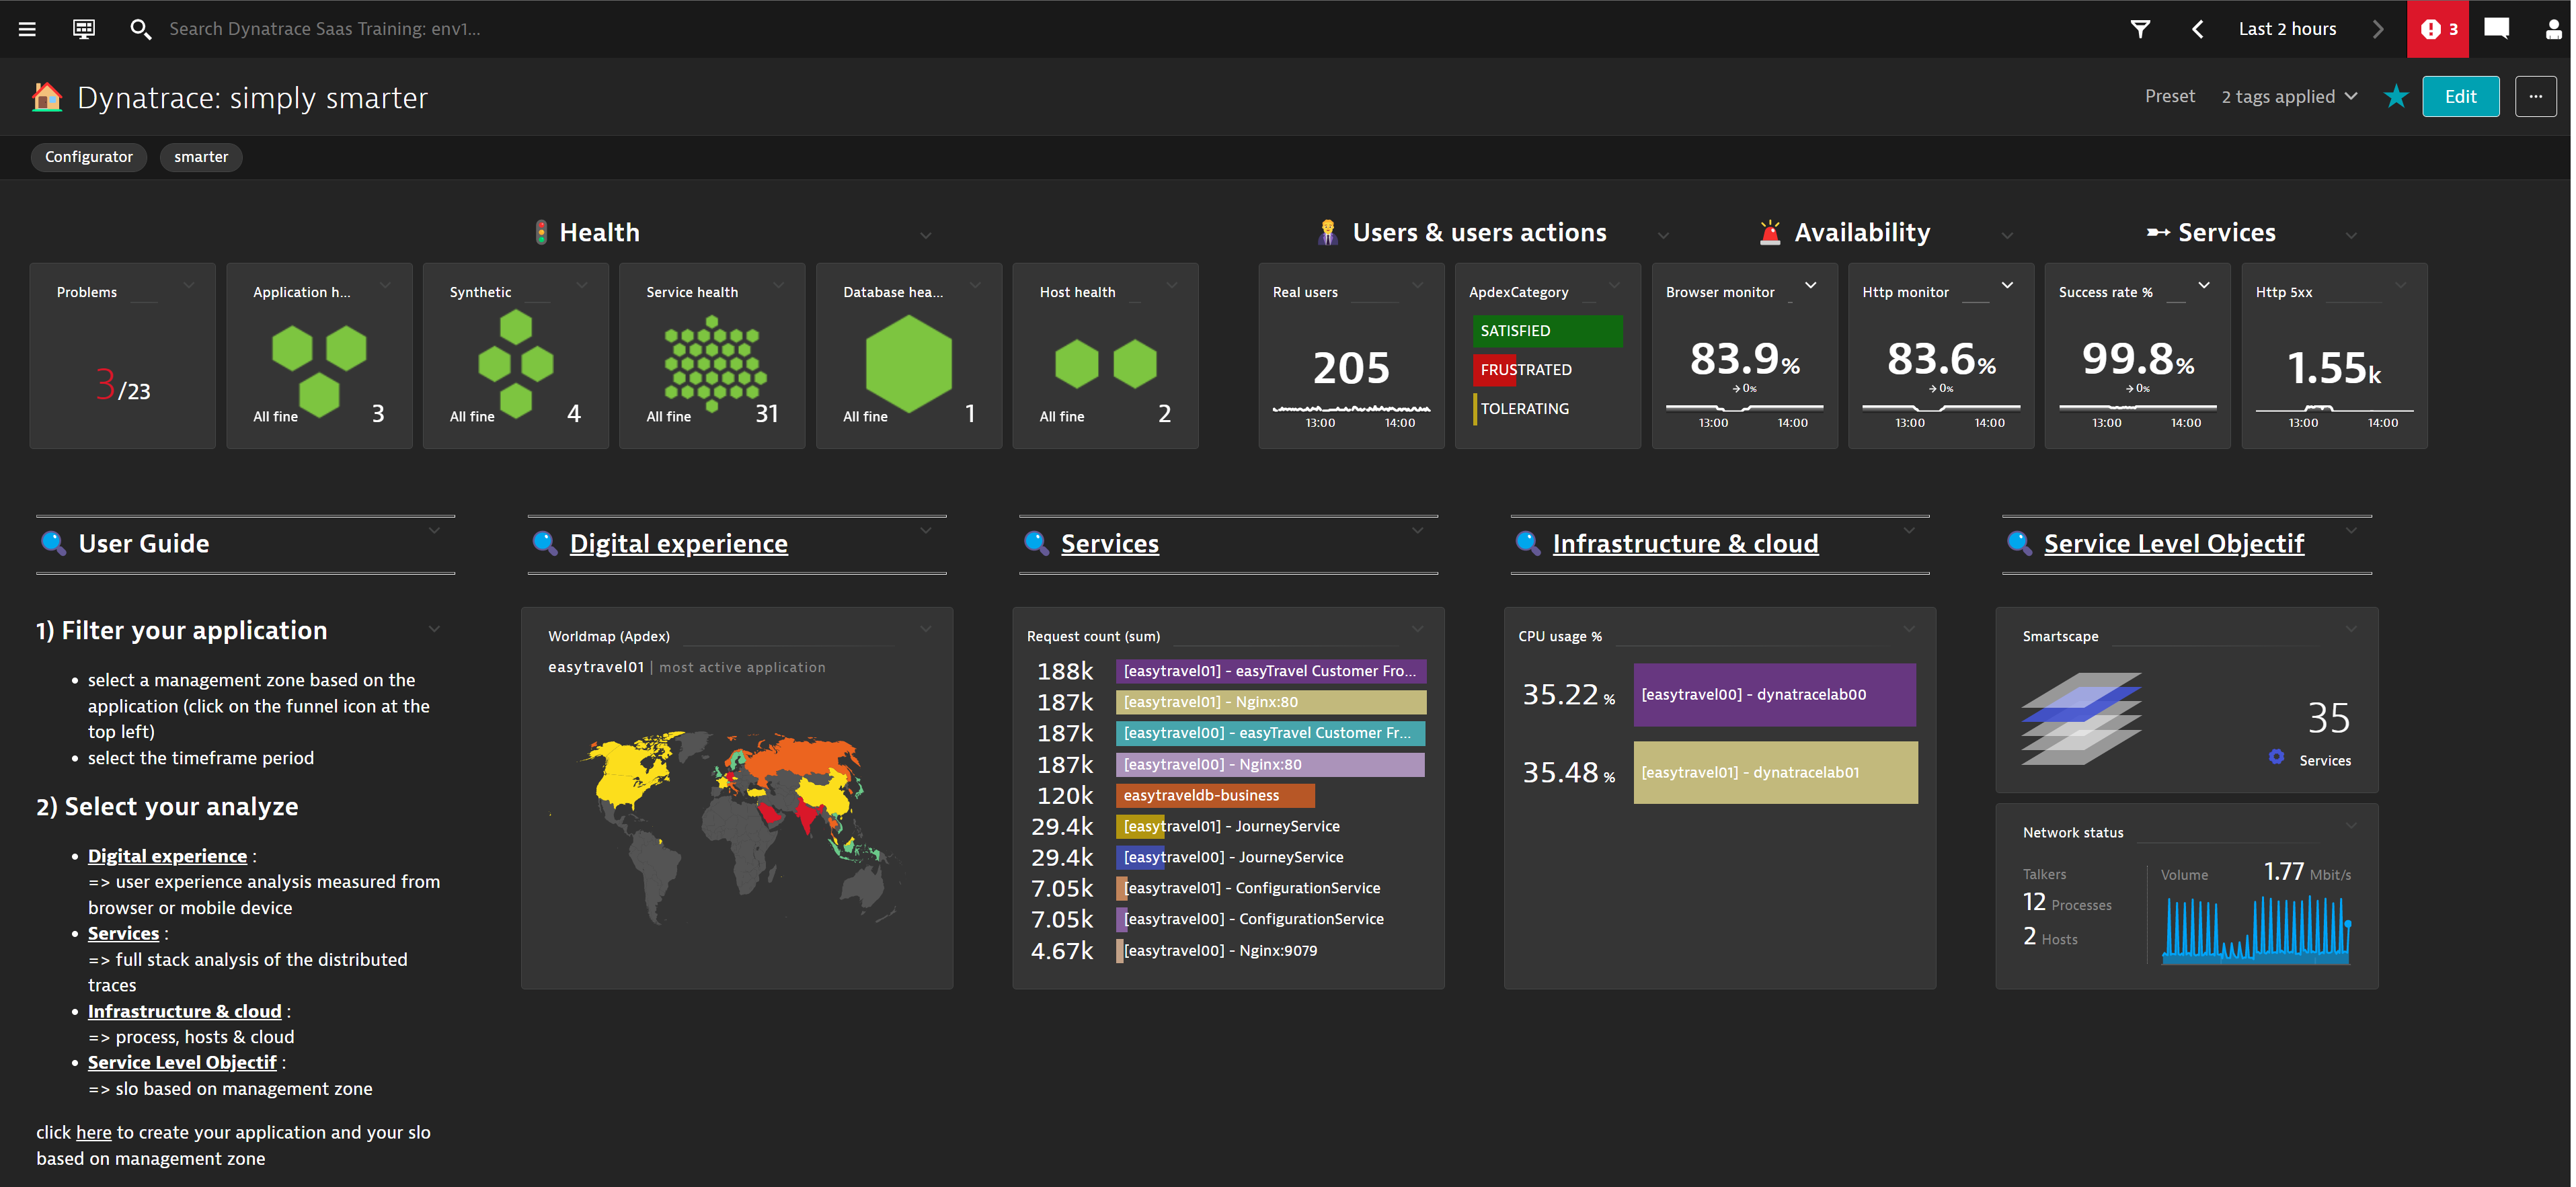 Search Dynatrace Saas Training: env1...
Last 2 hours
3
Dynatrace: simply smarter
Preset
2 tags applied
Edit
...
Configurator
smarter
Health
Users & users actions
Availability
Services
Problems
3/23
Application h...
All fine
3
Synthetic
All fine
4
Service health
All fine
31
Database hea...
All fine
1
Host health
All fine
2
Real users
205
13:00 14:00
ApdexCategory
SATISFIED
FRUSTRATED
TOLERATING
Browser monitor
83.9%
→0%
13:00 14:00
Http monitor
83.6%
→0%
13:00 14:00
Success rate %
99.8%
→0%
13:00 14:00
Http 5xx
1.55k
13:00 14:00
User Guide
1) Filter your application
• select a management zone based on the
application (click on the funnel icon at the
top left)
• select the timeframe period
2) Select your analyze
• Digital experience :
=> user experience analysis measured from
browser or mobile device
• Services :
=> full stack analysis of the distributed
traces
• Infrastructure & cloud :
=> process, hosts & cloud
• Service Level Objectif :
=> slo based on management zone
click here to create your application and your slo
based on management zone
Digital experience
Worldmap (Apdex)
easytravel01 | most active application
Services
Request count (sum)
188k [easytravel01] - easyTravel Customer Fro...
187k [easytravel01] - Nginx:80
187k [easytravel00] - easyTravel Customer Fr...
187k [easytravel00] - Nginx:80
120k easytraveldb-business
29.4k [easytravel01] - JourneyService
29.4k [easytravel00] - JourneyService
7.05k [easytravel01] - ConfigurationService
7.05k [easytravel00] - ConfigurationService
4.67k [easytravel00] - Nginx:9079
Infrastructure & cloud
CPU usage %
35.22 % [easytravel00] - dynatracelab00
35.48 % [easytravel01] - dynatracelab01
Service Level Objectif
Smartscape
35
Services
Network status
Talkers
12 Processes
2 Hosts
Volume 1.77 Mbit/s